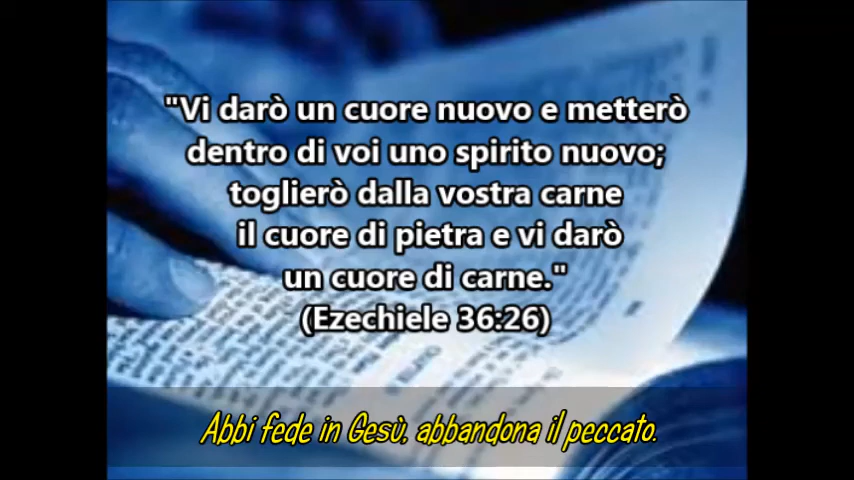 "Vi darò un cuore nuovo e metterò
dentro di voi uno spirito nuovo;
toglierò dalla vostra carne
il cuore di pietra e vi darò
un cuore di carne."
(Ezechiele 36:26)
Abbi fede in Gesù, abbandona il peccato.